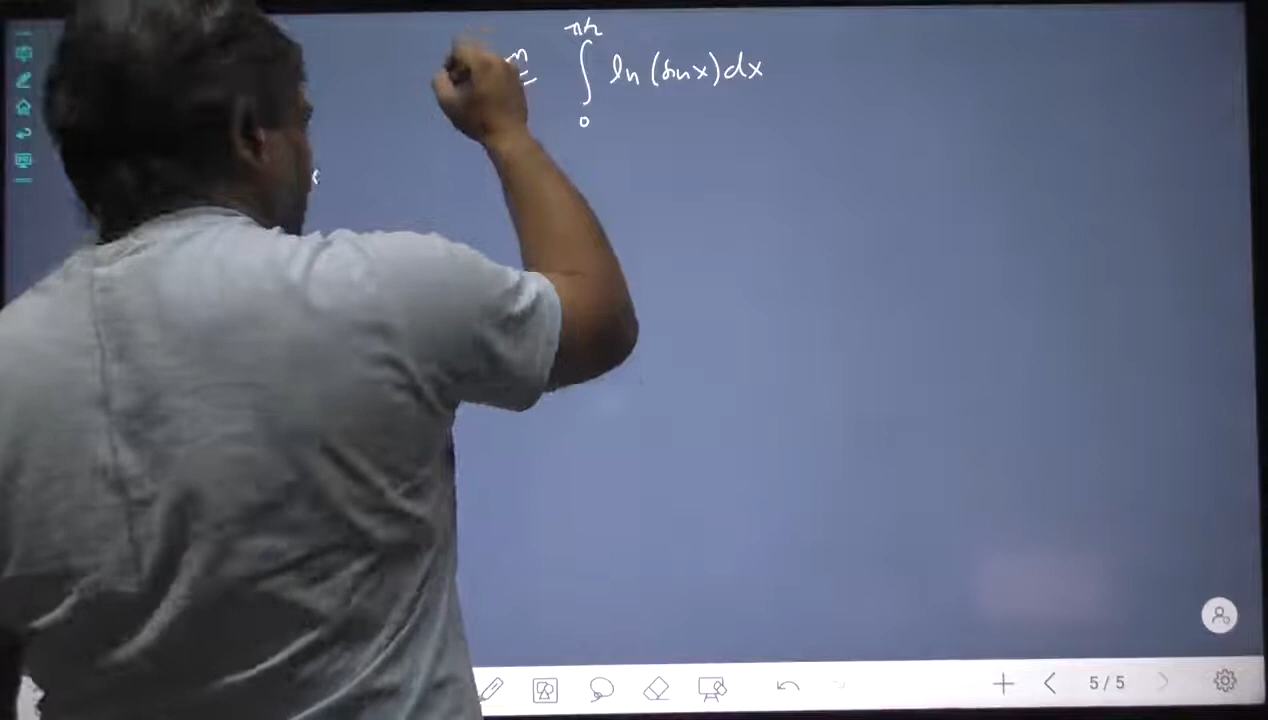 ∫₀^{π/2} ln (sin x) dx
5 / 5